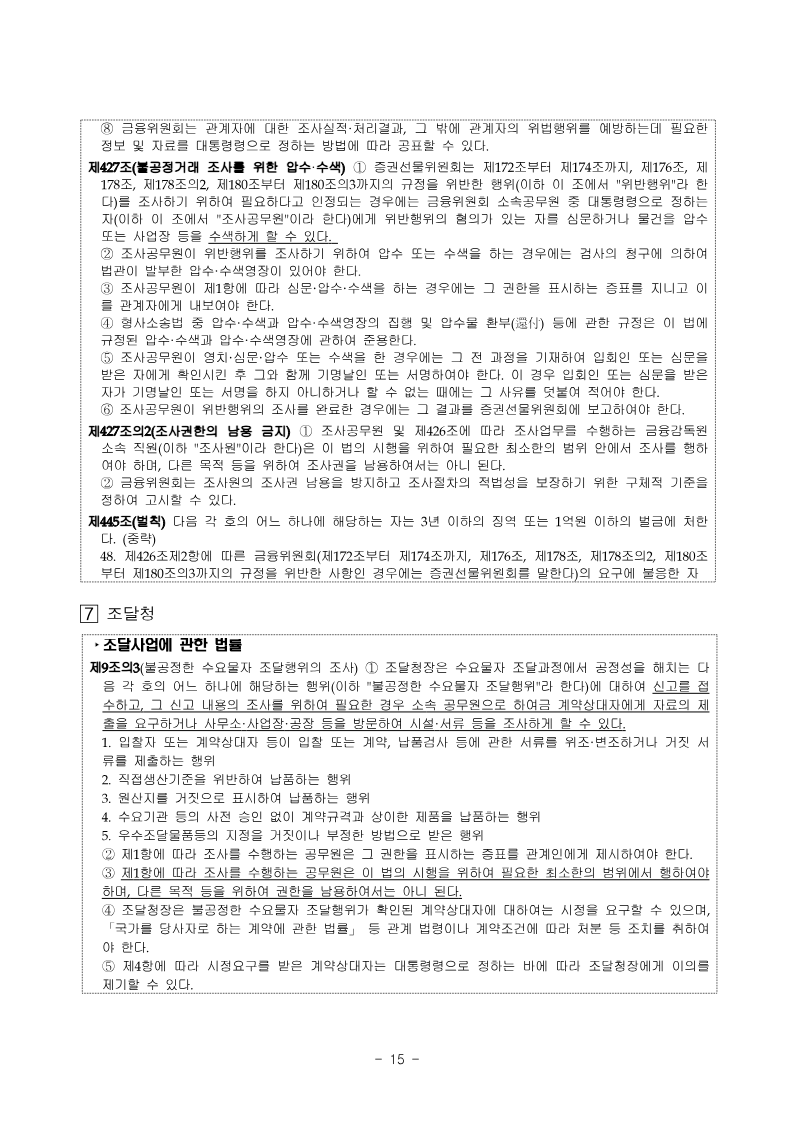 ⑧ 금융위원회는 관계자에 대한 조사실적·처리결과, 그 밖에 관계자의 위법행위를 예방하는데 필요한
정보 및 자료를 대통령령으로 정하는 방법에 따라 공표할 수 있다.
제427조(불공정거래 조사를 위한 압수·수색) ① 증권선물위원회는 제172조부터 제174조까지, 제176조, 제
178조, 제178조의2, 제180조부터 제180조의3까지의 규정을 위반한 행위(이하 이 조에서 "위반행위"라 한
다)를 조사하기 위하여 필요하다고 인정되는 경우에는 금융위원회 소속공무원 중 대통령령으로 정하는
자(이하 이 조에서 "조사공무원"이라 한다)에게 위반행위의 혐의가 있는 자를 심문하거나 물건을 압수
또는 사업장 등을 수색하게 할 수 있다.
② 조사공무원이 위반행위를 조사하기 위하여 압수 또는 수색을 하는 경우에는 검사의 청구에 의하여
법관이 발부한 압수·수색영장이 있어야 한다.
③ 조사공무원이 제1항에 따라 심문·압수·수색을 하는 경우에는 그 권한을 표시하는 증표를 지니고 이
를 관계자에게 내보여야 한다.
④ 형사소송법 중 압수·수색과 압수·수색영장의 집행 및 압수물 환부(還付) 등에 관한 규정은 이 법에
규정된 압수·수색과 압수·수색영장에 관하여 준용한다.
⑤ 조사공무원이 영치·심문·압수 또는 수색을 한 경우에는 그 전 과정을 기재하여 입회인 또는 심문을
받은 자에게 확인시킨 후 그와 함께 기명날인 또는 서명하여야 한다. 이 경우 입회인 또는 심문을 받은
자가 기명날인 또는 서명을 하지 아니하거나 할 수 없는 때에는 그 사유를 덧붙여 적어야 한다.
⑥ 조사공무원이 위반행위의 조사를 완료한 경우에는 그 결과를 증권선물위원회에 보고하여야 한다.
제427조의2(조사권한의 남용 금지) ① 조사공무원 및 제426조에 따라 조사업무를 수행하는 금융감독원
소속 직원(이하 "조사원"이라 한다)은 이 법의 시행을 위하여 필요한 최소한의 범위 안에서 조사를 행하
여야 하며, 다른 목적 등을 위하여 조사권을 남용하여서는 아니 된다.
② 금융위원회는 조사원의 조사권 남용을 방지하고 조사절차의 적법성을 보장하기 위한 구체적 기준을
정하여 고시할 수 있다.
제445조(벌칙) 다음 각 호의 어느 하나에 해당하는 자는 3년 이하의 징역 또는 1억원 이하의 벌금에 처한
다. (중략)
48. 제426조제2항에 따른 금융위원회(제172조부터 제174조까지, 제176조, 제178조, 제178조의2, 제180조
부터 제180조의3까지의 규정을 위반한 사항인 경우에는 증권선물위원회를 말한다)의 요구에 불응한 자
7 조달청
‣조달사업에 관한 법률
제9조의3(불공정한 수요물자 조달행위의 조사) ① 조달청장은 수요물자 조달과정에서 공정성을 해치는 다
음 각 호의 어느 하나에 해당하는 행위(이하 "불공정한 수요물자 조달행위"라 한다)에 대하여 신고를 접
수하고, 그 신고 내용의 조사를 위하여 필요한 경우 소속 공무원으로 하여금 계약상대자에게 자료의 제
출을 요구하거나 사무소·사업장·공장 등을 방문하여 시설·서류 등을 조사하게 할 수 있다.
1. 입찰자 또는 계약상대자 등이 입찰 또는 계약, 납품검사 등에 관한 서류를 위조·변조하거나 거짓 서
류를 제출하는 행위
2. 직접생산기준을 위반하여 납품하는 행위
3. 원산지를 거짓으로 표시하여 납품하는 행위
4. 수요기관 등의 사전 승인 없이 계약규격과 상이한 제품을 납품하는 행위
5. 우수조달물품등의 지정을 거짓이나 부정한 방법으로 받은 행위
② 제1항에 따라 조사를 수행하는 공무원은 그 권한을 표시하는 증표를 관계인에게 제시하여야 한다.
③ 제1항에 따라 조사를 수행하는 공무원은 이 법의 시행을 위하여 필요한 최소한의 범위에서 행하여야
하며, 다른 목적 등을 위하여 권한을 남용하여서는 아니 된다.
④ 조달청장은 불공정한 수요물자 조달행위가 확인된 계약상대자에 대하여는 시정을 요구할 수 있으며,
「국가를 당사자로 하는 계약에 관한 법률」 등 관계 법령이나 계약조건에 따라 처분 등 조치를 취하여
야 한다.
⑤ 제4항에 따라 시정요구를 받은 계약상대자는 대통령령으로 정하는 바에 따라 조달청장에게 이의를
제기할 수 있다.
- 15 -